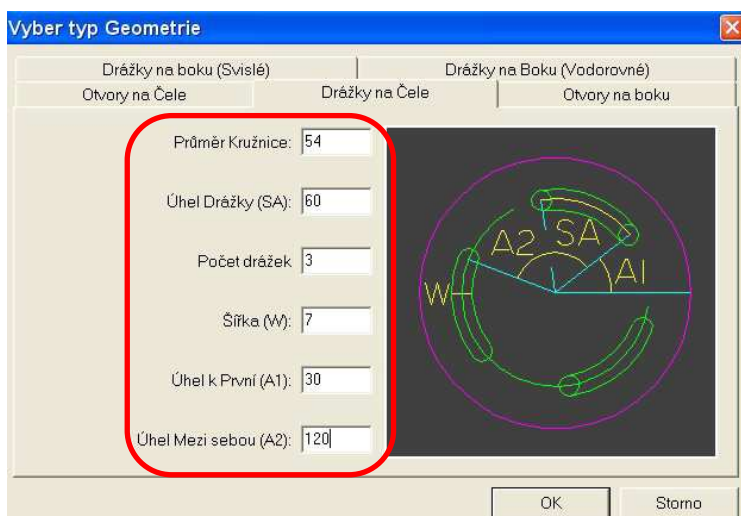 Vyber typ Geometrie
Drážky na boku (Svislé)
Drážky na Boku (Vodorovné)
Otvory na Čele
Drážky na Čele
Otvory na boku
Průměr Kružnice: 54
Úhel Drážky (SA): 60
Počet drážek 3
Šířka (W): 7
Úhel k První (A1): 30
Úhel Mezi sebou (A2): 120
A2 SA
A1
W
OK
Storno